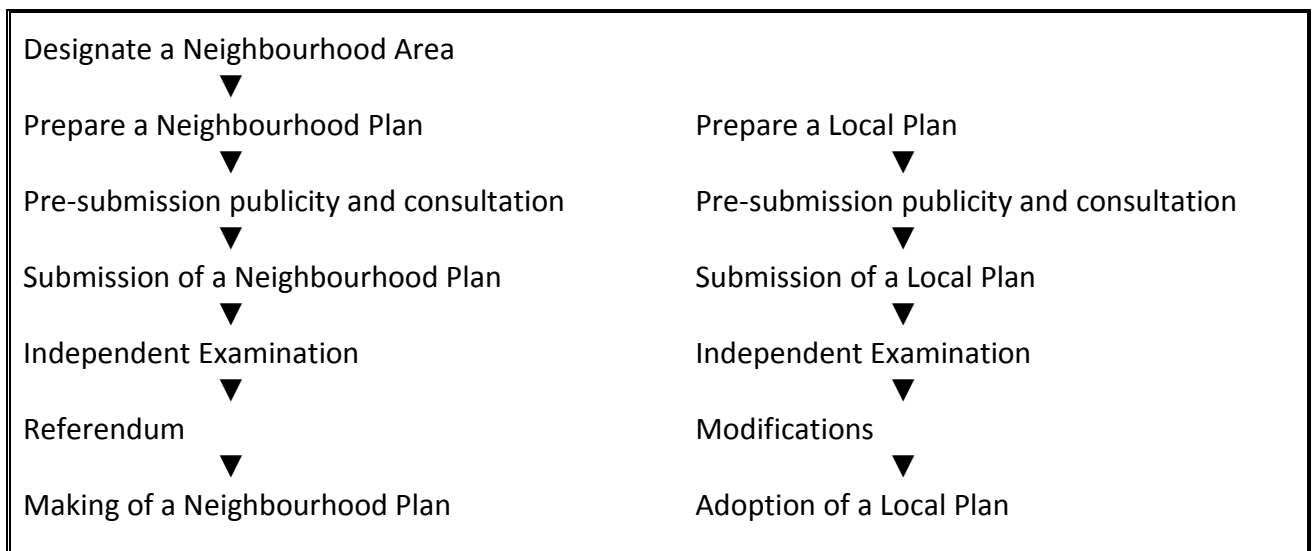 Designate a Neighbourhood Area
Prepare a Neighbourhood Plan
Prepare a Local Plan
Pre-submission publicity and consultation
Pre-submission publicity and consultation
Submission of a Neighbourhood Plan
Submission of a Local Plan
Independent Examination
Independent Examination
Referendum
Modifications
Making of a Neighbourhood Plan
Adoption of a Local Plan